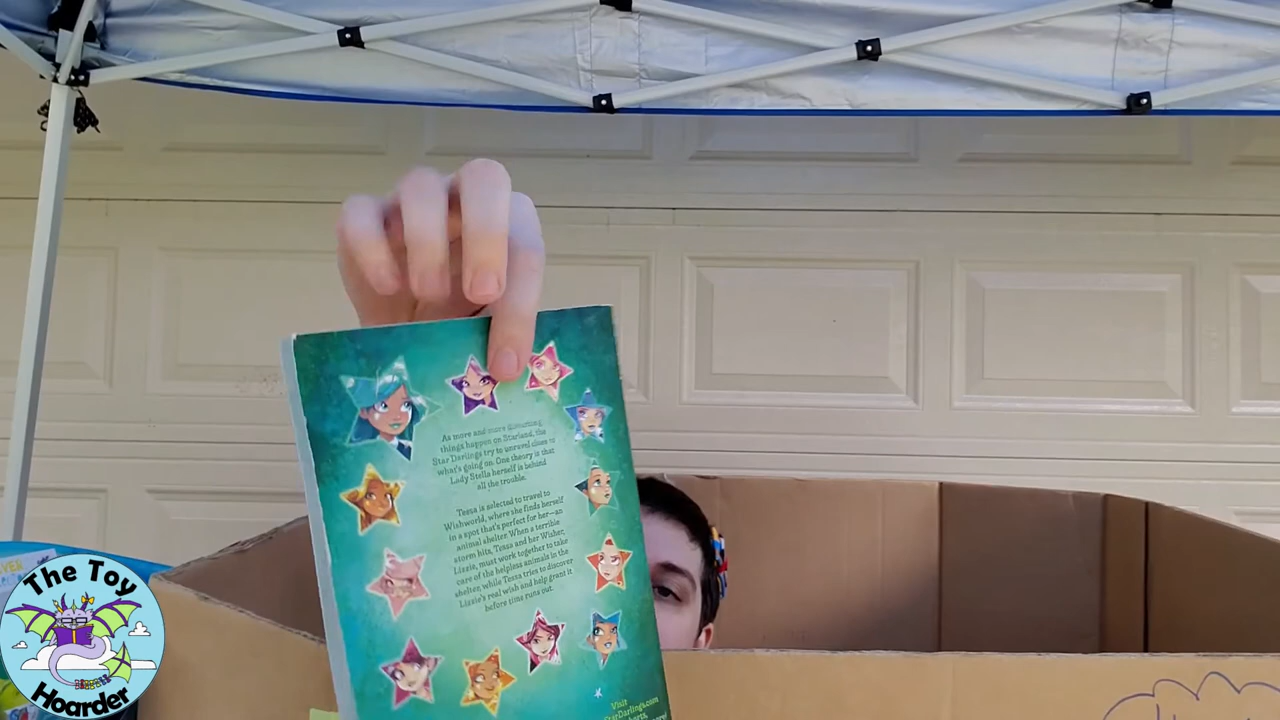 As more and more disturbing
things happen on Starland, the
Star Darlings try to unravel clues to
what's going on. One theory is that
Lady Stella herself is behind
all the trouble.
Tessa is selected to travel to
Wishworld, where she finds herself
in a spot that's perfect for her—an
animal shelter. When a terrible
storm hits, Tessa and her Wisher,
Lizzie, must work together to take
care of the helpless animals in the
shelter, while Tessa tries to discover
Lizzie's real wish and help grant it
before time runs out.
Visit
StarDarlings.com
The Toy
Hoarder